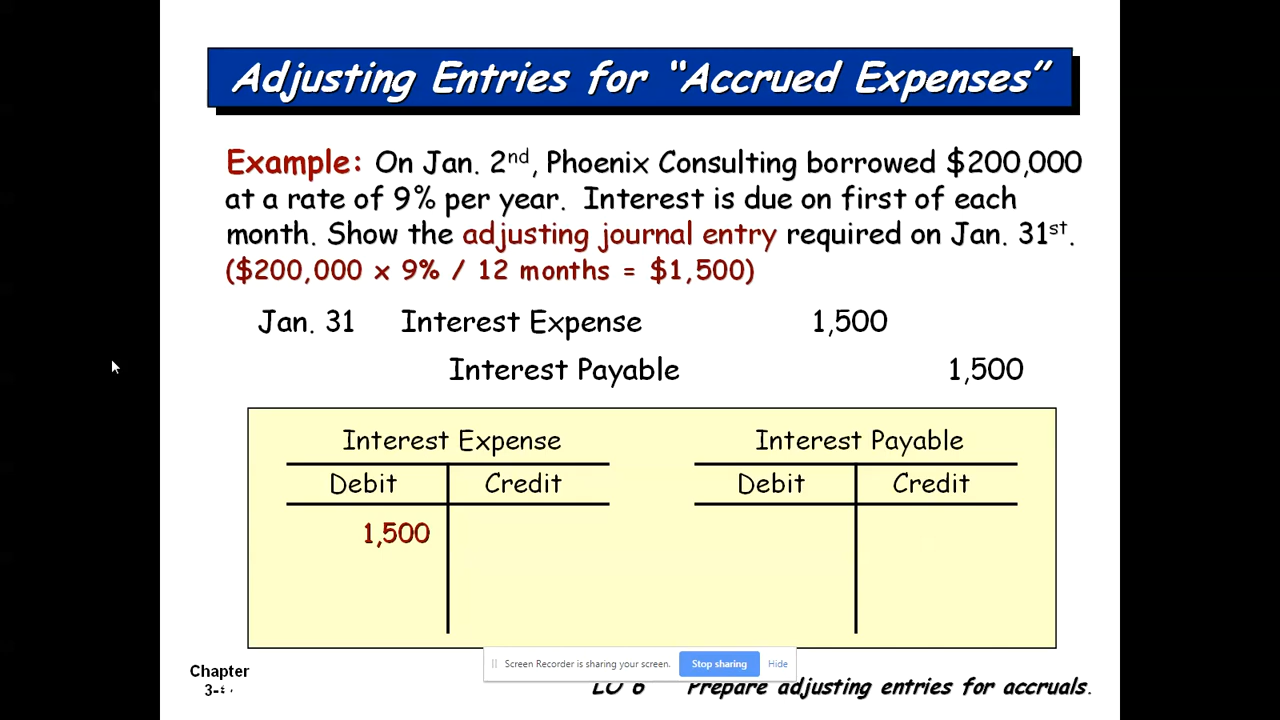 Adjusting Entries for “Accrued Expenses”
Example: On Jan. 2nd, Phoenix Consulting borrowed $200,000
at a rate of 9% per year. Interest is due on first of each
month. Show the adjusting journal entry required on Jan. 31st.
($200,000 x 9% / 12 months = $1,500)
Jan. 31 Interest Expense 1,500
Interest Payable 1,500
Interest Expense Interest Payable
Debit Credit Debit Credit
1,500
Screen Recorder is sharing your screen. Stop sharing Hide
Chapter
LO 6 Prepare adjusting entries for accruals.